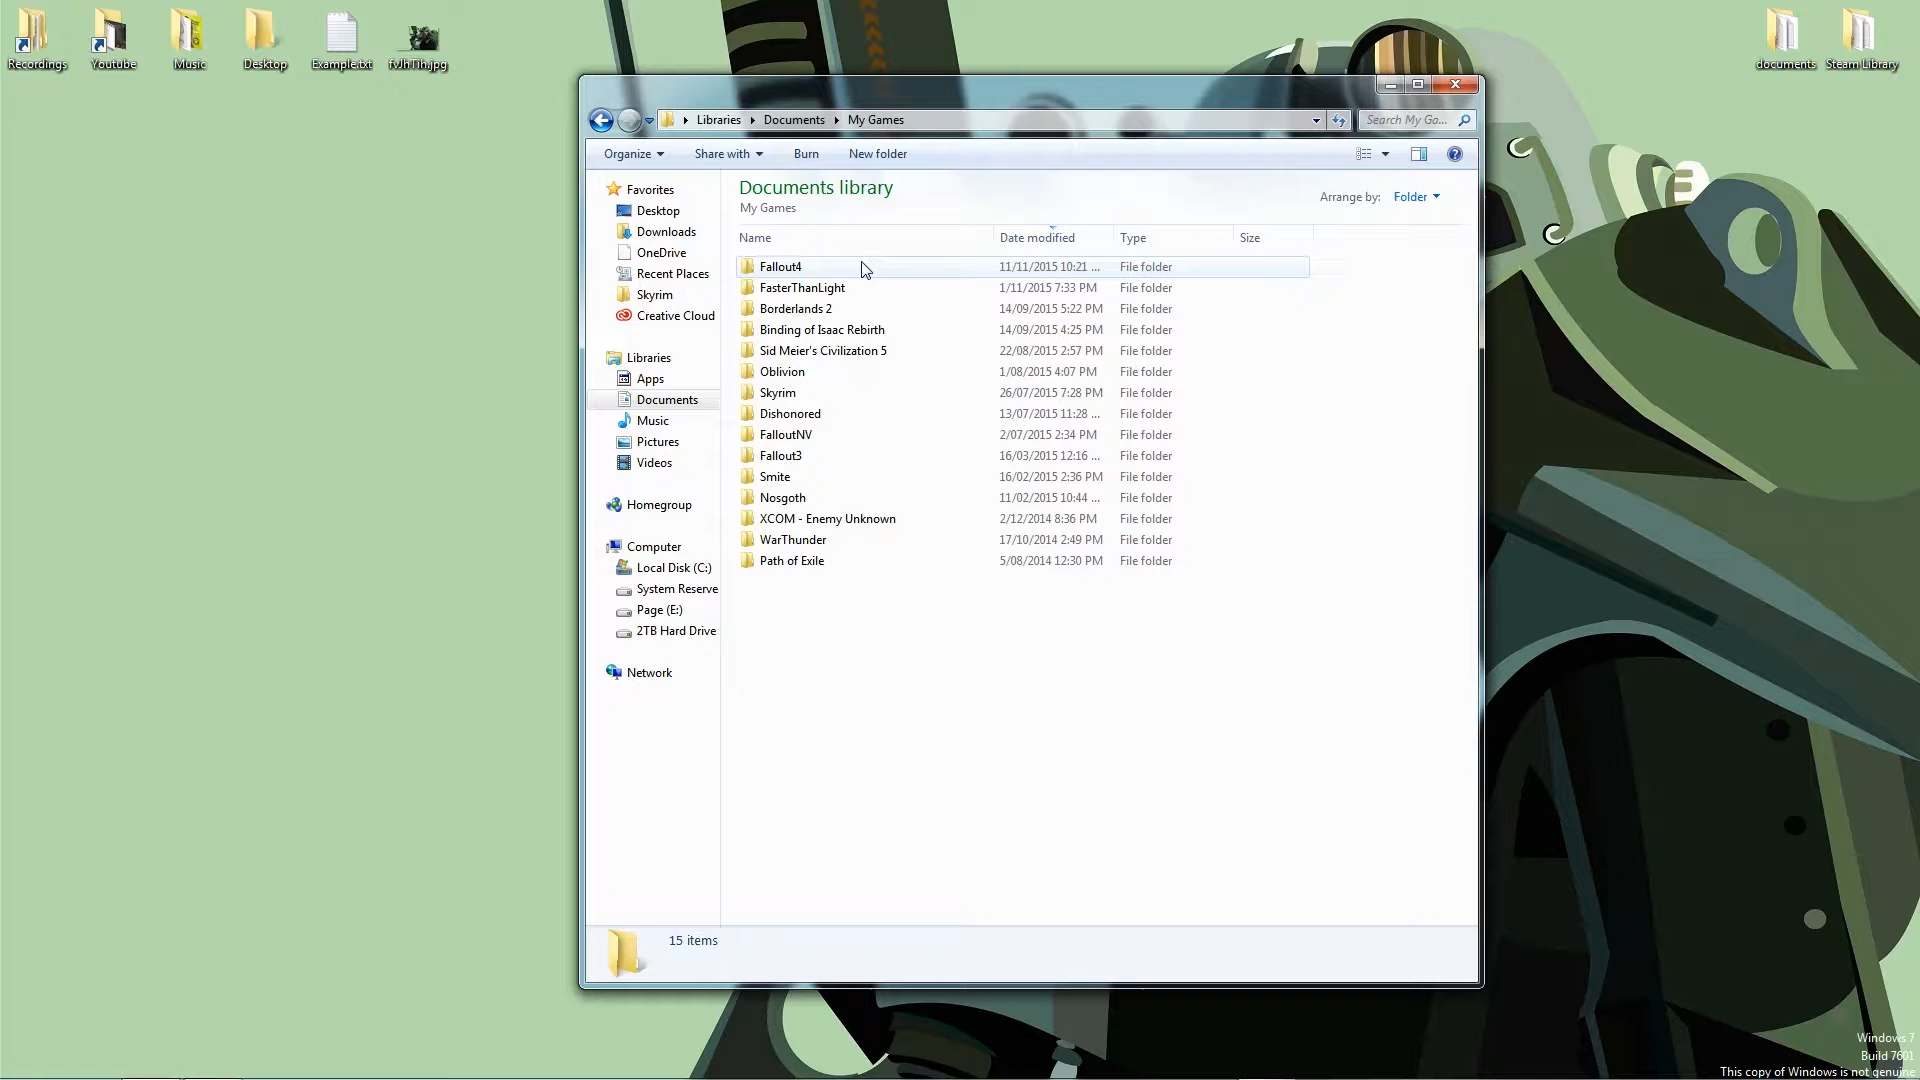 Recordings
Youtube
Music
Desktop
Example.txt
fvJhTih.jpg
documents
Steam Library
Libraries
Documents
My Games
Search My Ga...
Organize
Share with
Burn
New folder
Favorites
Desktop
Downloads
OneDrive
Recent Places
Skyrim
Creative Cloud
Libraries
Apps
Documents
Music
Pictures
Videos
Homegroup
Computer
Local Disk (C:)
System Reserve
Page (E:)
2TB Hard Drive
Network
Documents library
My Games
Arrange by: Folder
Name Date modified Type Size
Fallout4 11/11/2015 10:21 ... File folder
FasterThanLight 1/11/2015 7:33 PM File folder
Borderlands 2 14/09/2015 5:22 PM File folder
Binding of Isaac Rebirth 14/09/2015 4:25 PM File folder
Sid Meier's Civilization 5 22/08/2015 2:57 PM File folder
Oblivion 1/08/2015 4:07 PM File folder
Skyrim 26/07/2015 7:28 PM File folder
Dishonored 13/07/2015 11:28 ... File folder
FalloutNV 2/07/2015 2:34 PM File folder
Fallout3 16/03/2015 12:16 ... File folder
Smite 16/02/2015 2:36 PM File folder
Nosgoth 11/02/2015 10:44 ... File folder
XCOM - Enemy Unknown 2/12/2014 8:36 PM File folder
WarThunder 17/10/2014 2:49 PM File folder
Path of Exile 5/08/2014 12:30 PM File folder
15 items
Windows 7
Build 7601
This copy of Windows is not genuine